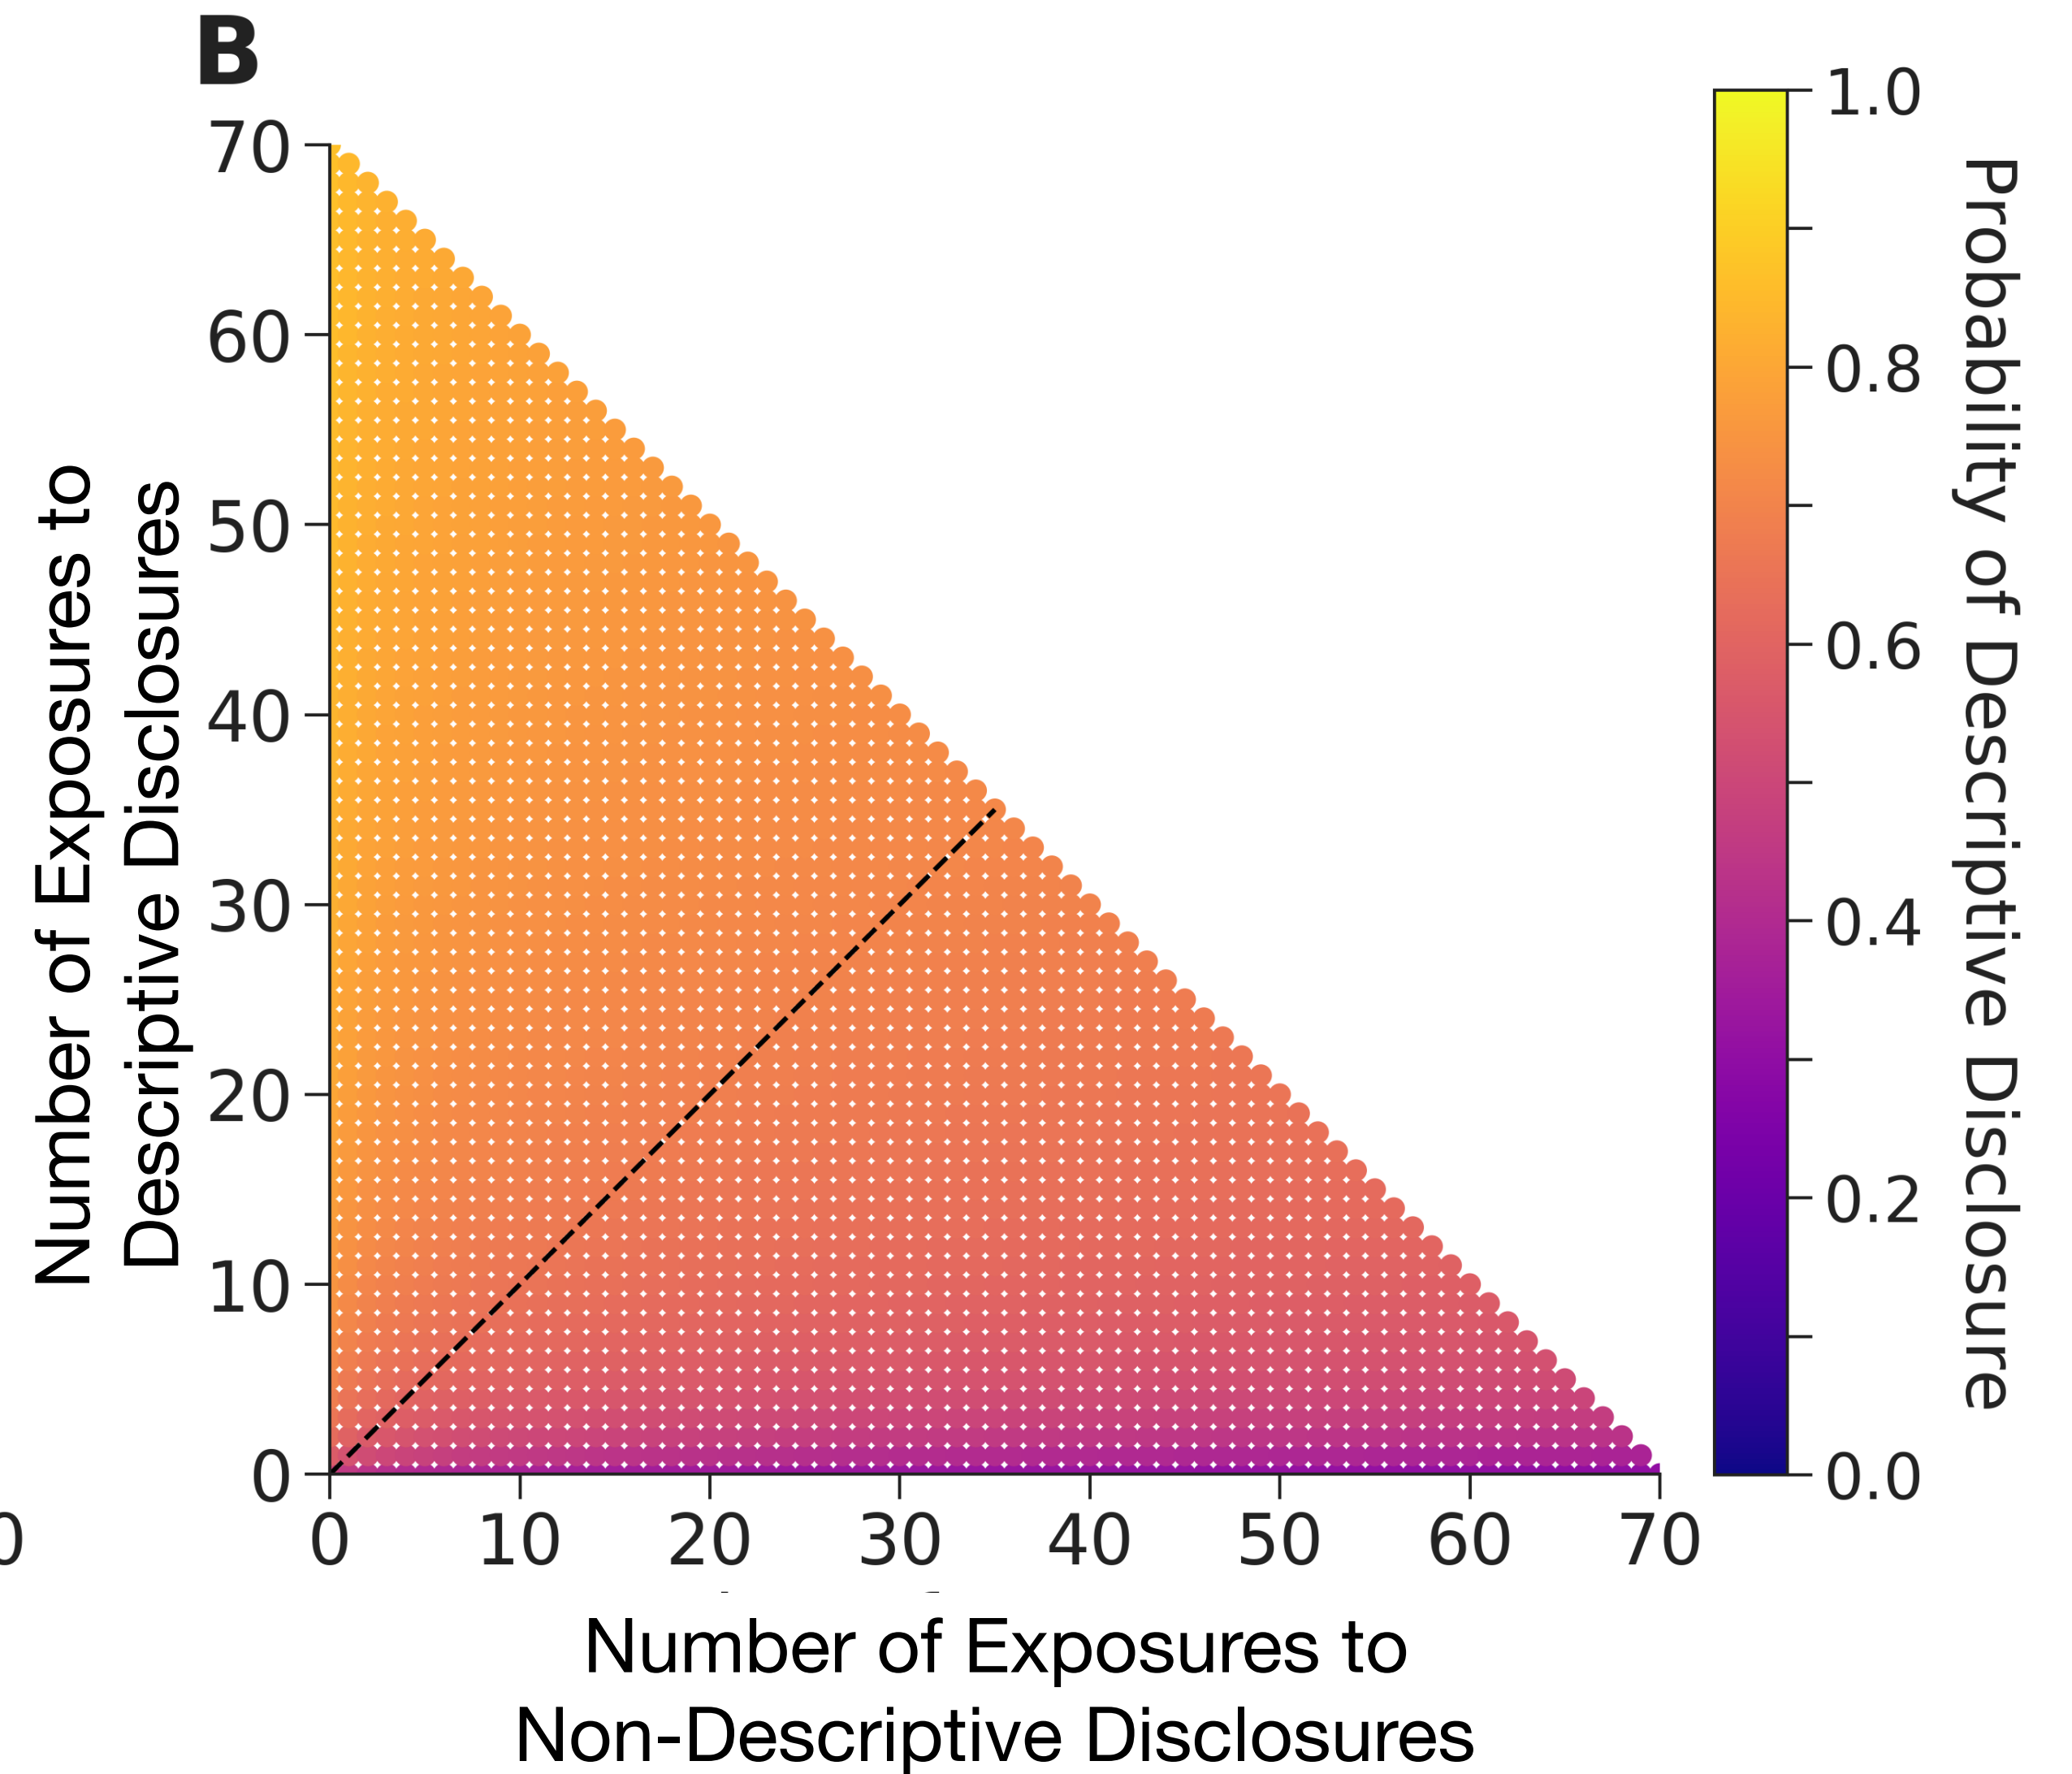 B
70
60
50
40
30
20
10
0
Number of Exposures to
Descriptive Disclosures
0
0 10 20 30 40 50 60 70
Number of Exposures to
Non-Descriptive Disclosures
1.0
0.8
0.6
0.4
0.2
0.0
Probability of Descriptive Disclosure